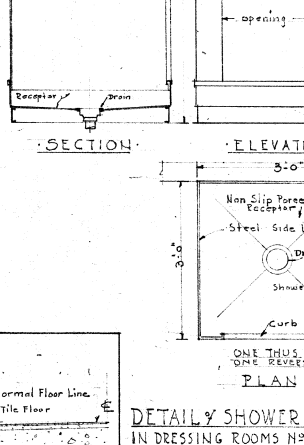 opening
Receptor
Drain
· SECTION ·
· ELEVATI
3'-0"
Non Slip Porce
Receptor
Steel Side
3'-0"
Dr
Showe
Curb
ONE THUS
ONE REVERS
PLAN
ormal Floor Line
Tile Floor
DETAIL of SHOWER
IN DRESSING ROOMS